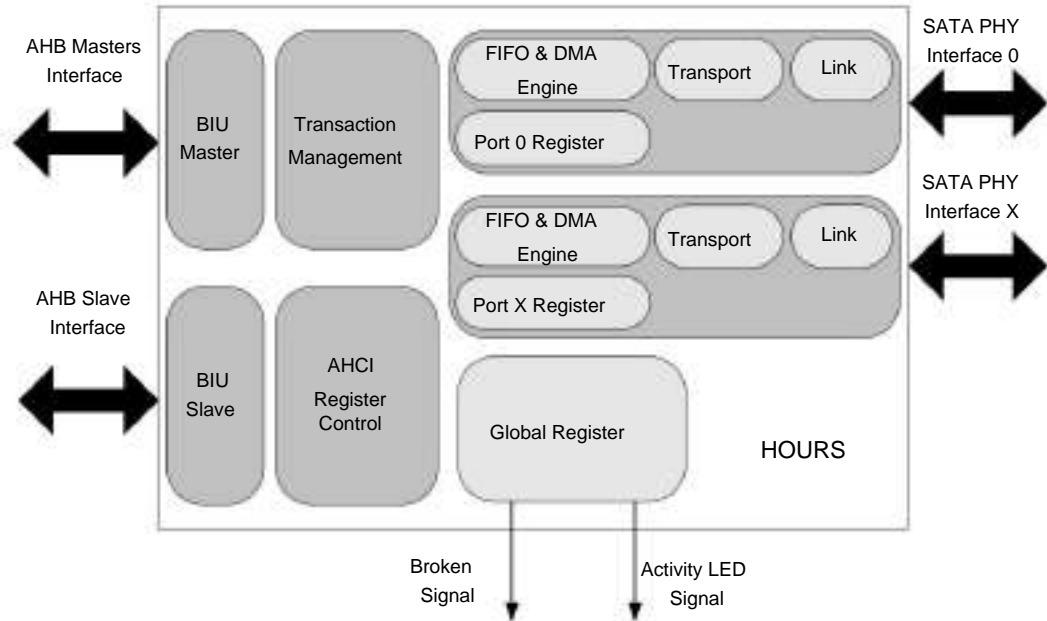 AHB Masters
Interface
BIU
Master
Transaction
Management
FIFO & DMA
Engine
Transport
Link
Port 0 Register
SATA PHY
Interface 0
FIFO & DMA
Engine
Transport
Link
Port X Register
SATA PHY
Interface X
AHB Slave
Interface
BIU
Slave
AHCI
Register
Control
Global Register
HOURS
Broken
Signal
Activity LED
Signal